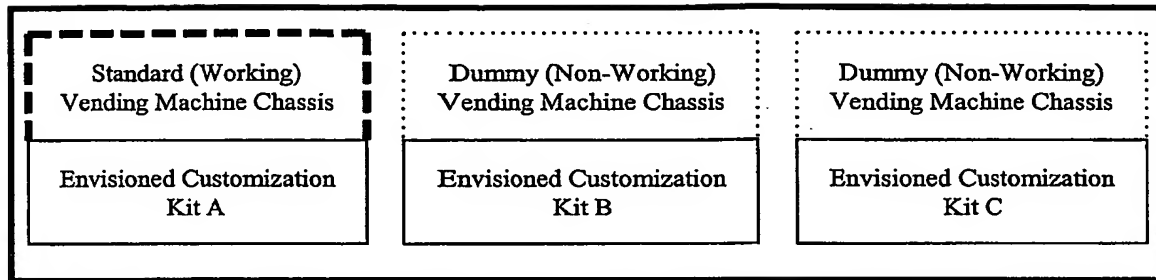 Standard (Working)
Vending Machine Chassis
Envisioned Customization
Kit A
Dummy (Non-Working)
Vending Machine Chassis
Envisioned Customization
Kit B
Dummy (Non-Working)
Vending Machine Chassis
Envisioned Customization
Kit C